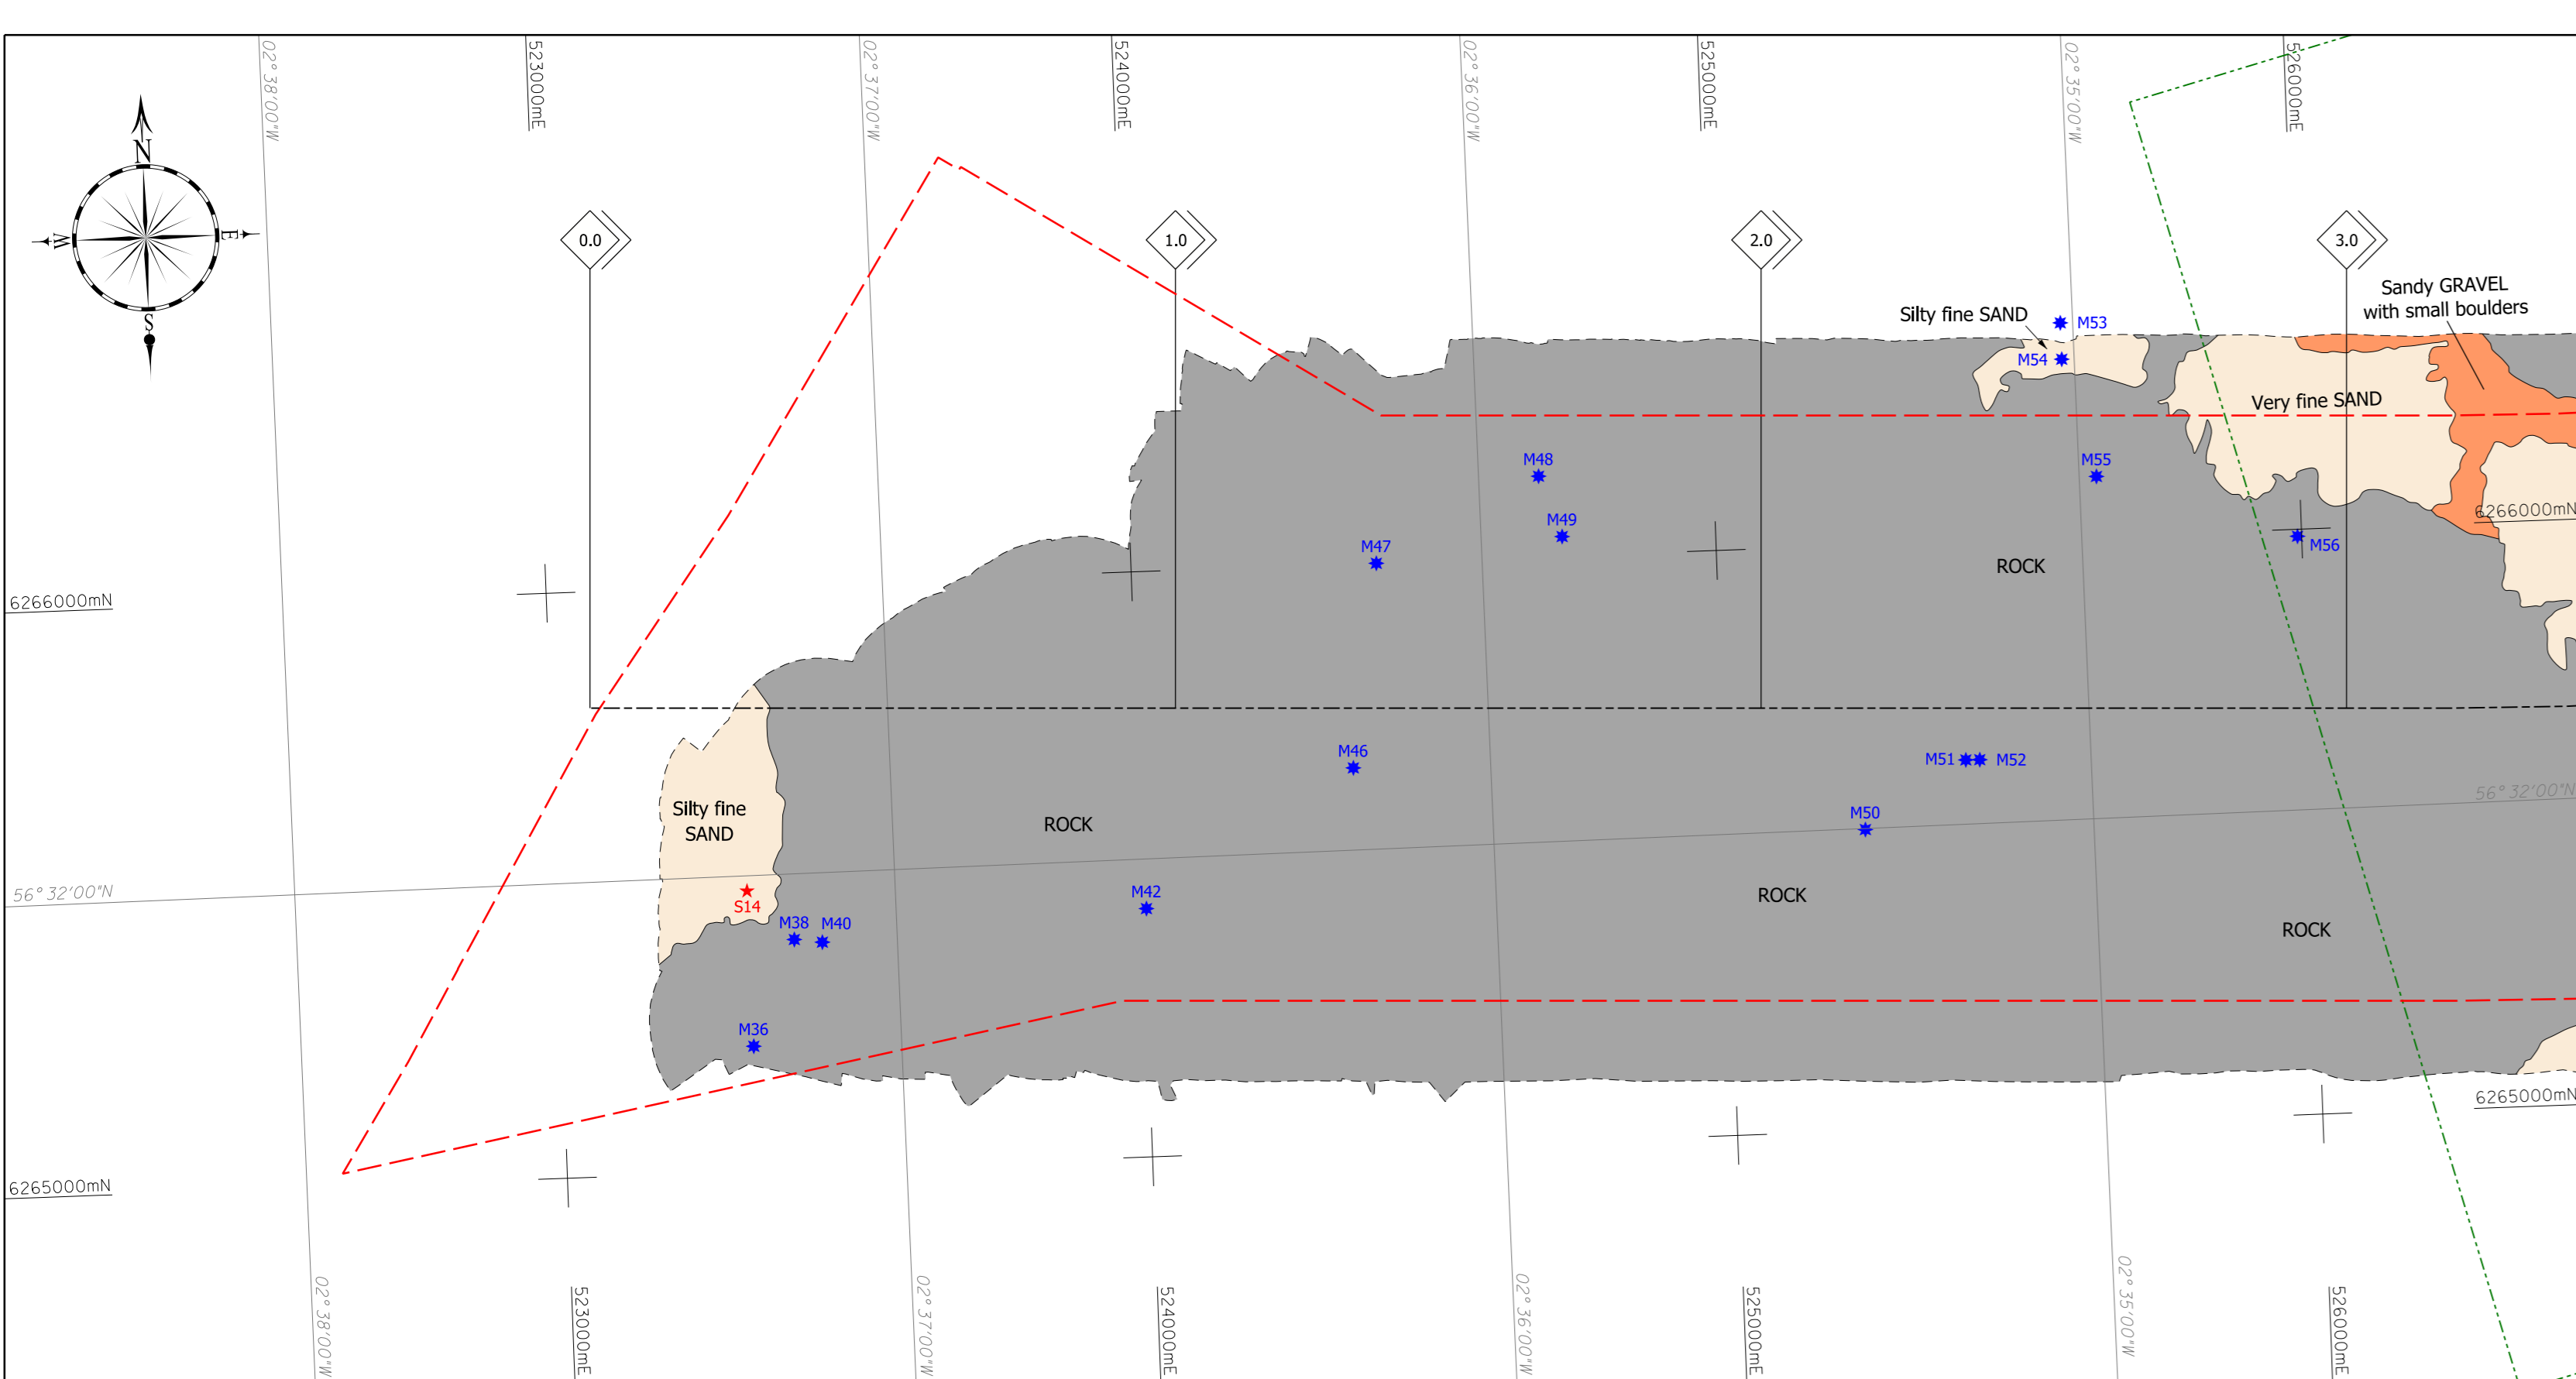 02° 38'00"W
523000mE
02° 37'00"W
524000mE
02° 36'00"W
525000mE
02° 35'00"W
526000mE
N
W
E
S
0.0
1.0
2.0
3.0
Sandy GRAVEL
with small boulders
Silty fine SAND
M53
M54
Very fine SAND
M48
M55
M49
6266000mN
M47
M56
ROCK
6266000mN
M46
M51
M52
56° 32'00"N
Silty fine
SAND
ROCK
M50
56° 32'00"N
S14
M42
ROCK
M38
M40
ROCK
M36
6265000mN
6265000mN
02° 38'00"W
523000mE
02° 37'00"W
524000mE
02° 36'00"W
525000mE
02° 35'00"W
526000mE